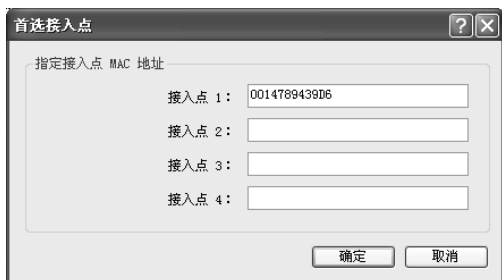 首选接入点
指定接入点 MAC 地址
接入点 1: 0014789439D6
接入点 2:
接入点 3:
接入点 4:
确定 取消